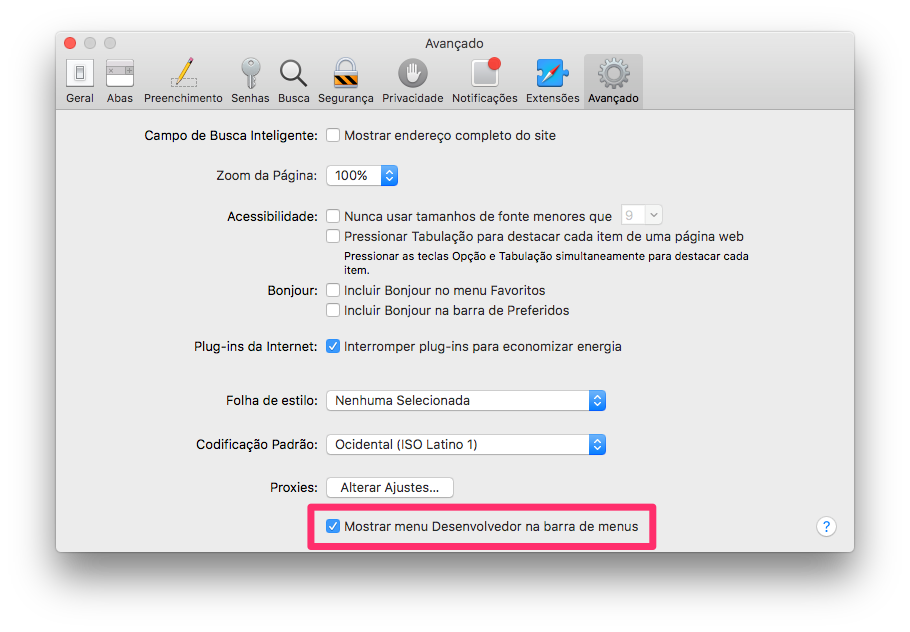 Avançado
Geral Abas Preenchimento Senhas Busca Segurança Privacidade Notificações Extensões Avançado
Campo de Busca Inteligente: Mostrar endereço completo do site
Zoom da Página: 100%
Acessibilidade: Nunca usar tamanhos de fonte menores que 9
Pressionar Tabulação para destacar cada item de uma página web
Pressionar as teclas Opção e Tabulação simultaneamente para destacar cada
item.
Bonjour: Incluir Bonjour no menu Favoritos
Incluir Bonjour na barra de Preferidos
Plug-ins da Internet: Interromper plug-ins para economizar energia
Folha de estilo: Nenhuma Selecionada
Codificação Padrão: Ocidental (ISO Latino 1)
Proxies: Alterar Ajustes...
Mostrar menu Desenvolvedor na barra de menus ?